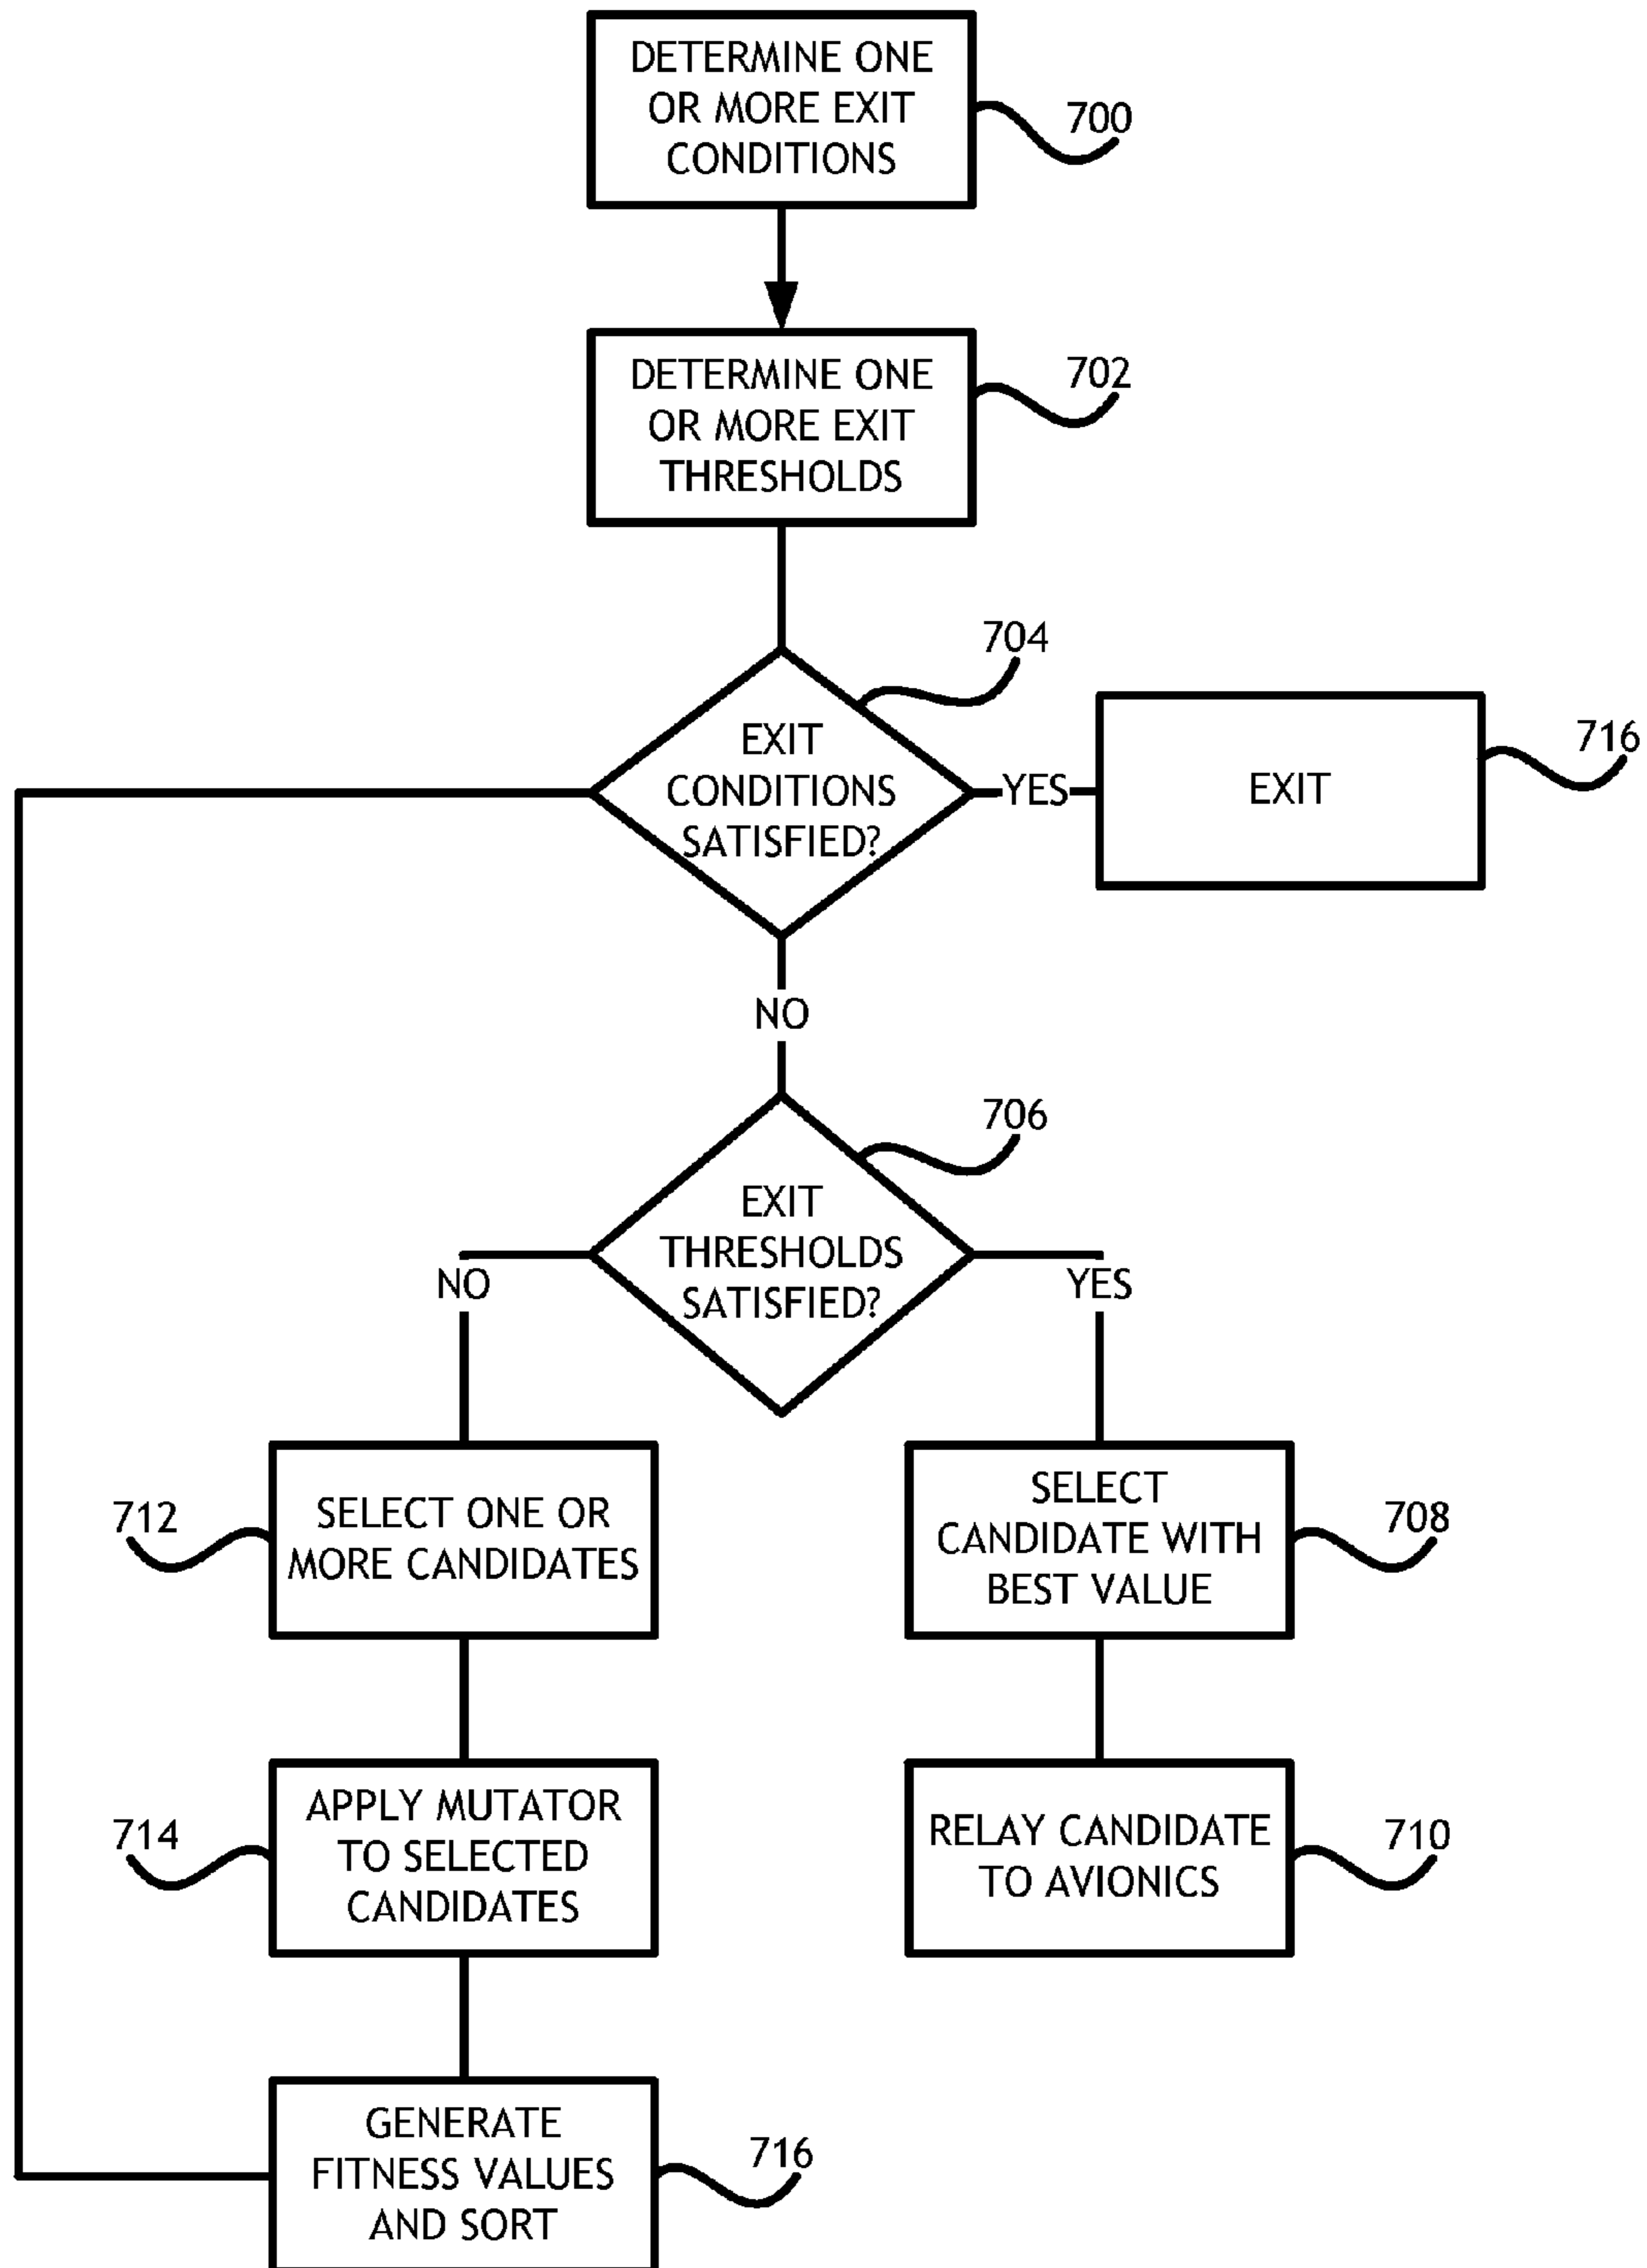 DETERMINE ONE
OR MORE EXIT
CONDITIONS
700
DETERMINE ONE
OR MORE EXIT
THRESHOLDS
702
704
EXIT
CONDITIONS
SATISFIED?
YES
EXIT
716
NO
706
EXIT
THRESHOLDS
SATISFIED?
NO
YES
712
SELECT ONE OR
MORE CANDIDATES
SELECT
CANDIDATE WITH
BEST VALUE
708
714
APPLY MUTATOR
TO SELECTED
CANDIDATES
RELAY CANDIDATE
TO AVIONICS
710
GENERATE
FITNESS VALUES
AND SORT
716